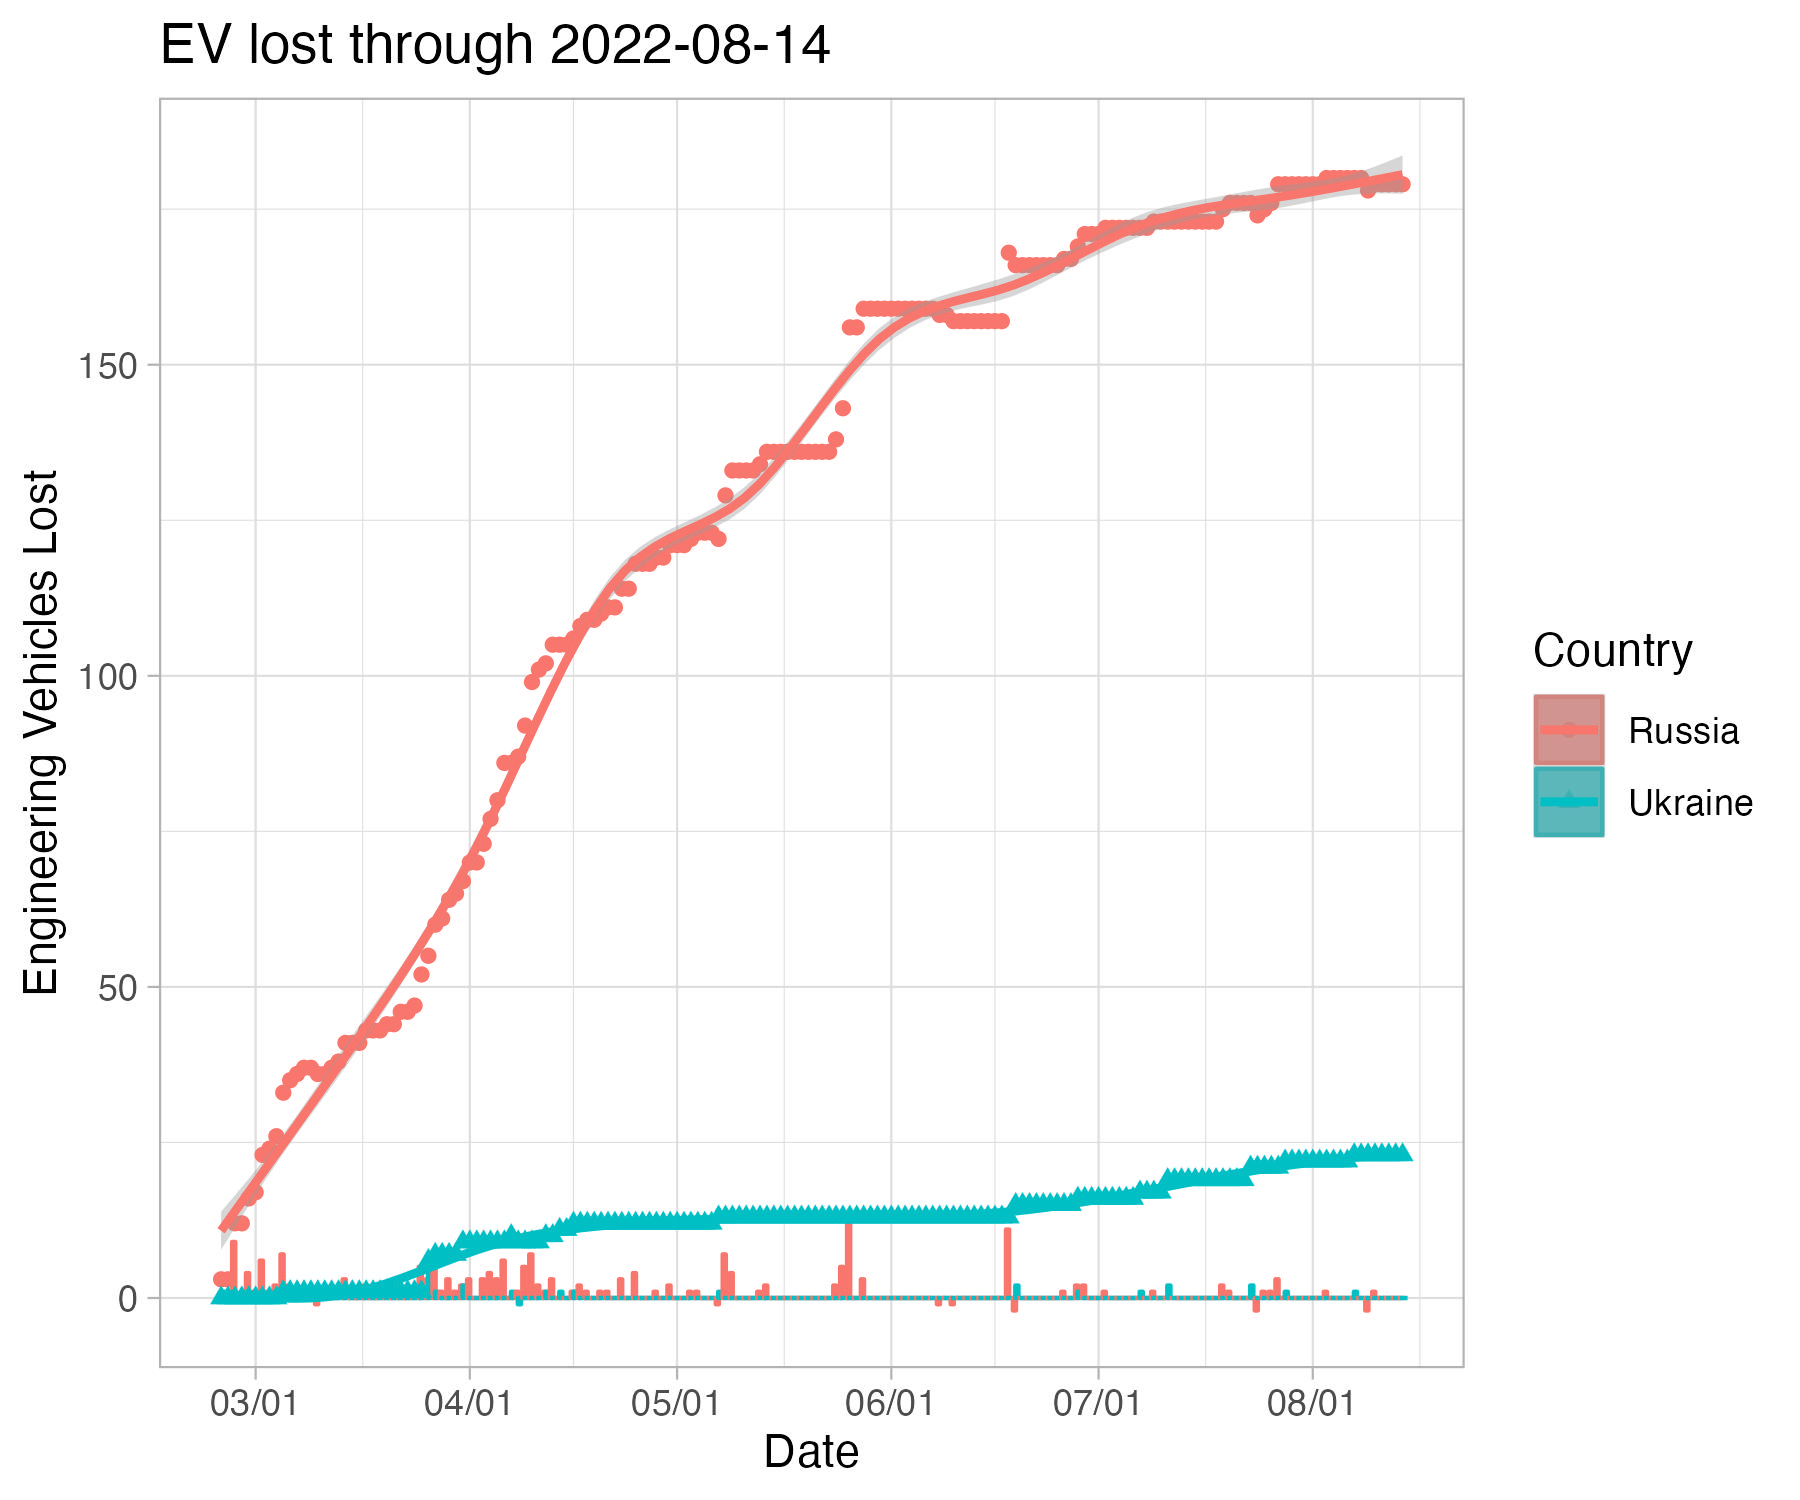 EV lost through 2022-08-14
Engineering Vehicles Lost
150
100
50
0
03/01
04/01
05/01
06/01
07/01
08/01
Date
Country
Russia
Ukraine